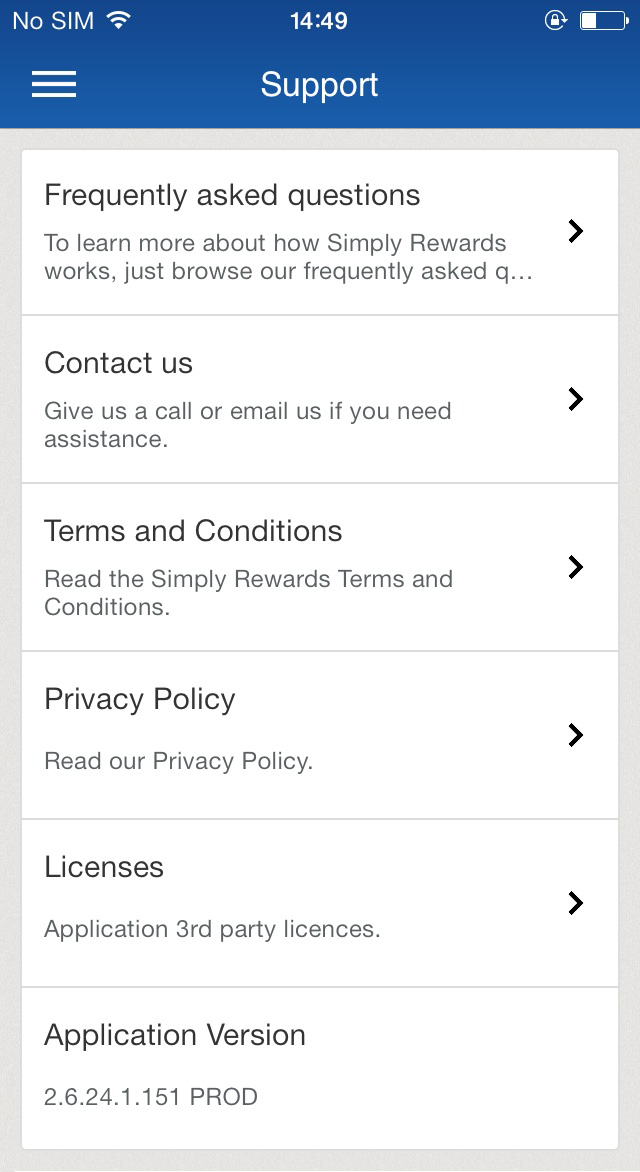 No SIM 14:49
Support
Frequently asked questions
To learn more about how Simply Rewards
works, just browse our frequently asked q...
Contact us
Give us a call or email us if you need
assistance.
Terms and Conditions
Read the Simply Rewards Terms and
Conditions.
Privacy Policy
Read our Privacy Policy.
Licenses
Application 3rd party licences.
Application Version
2.6.24.1.151 PROD